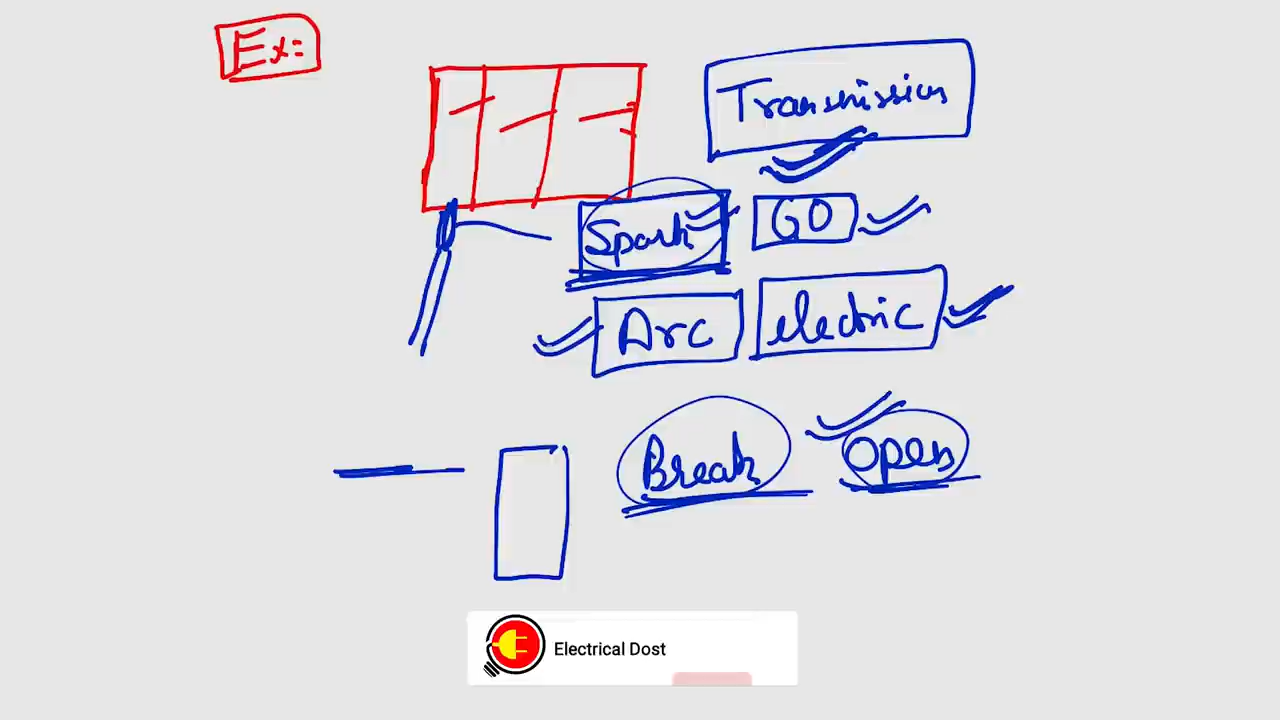 Ex:
Transmission
Spark GO
Arc electric
Break open
Electrical Dost